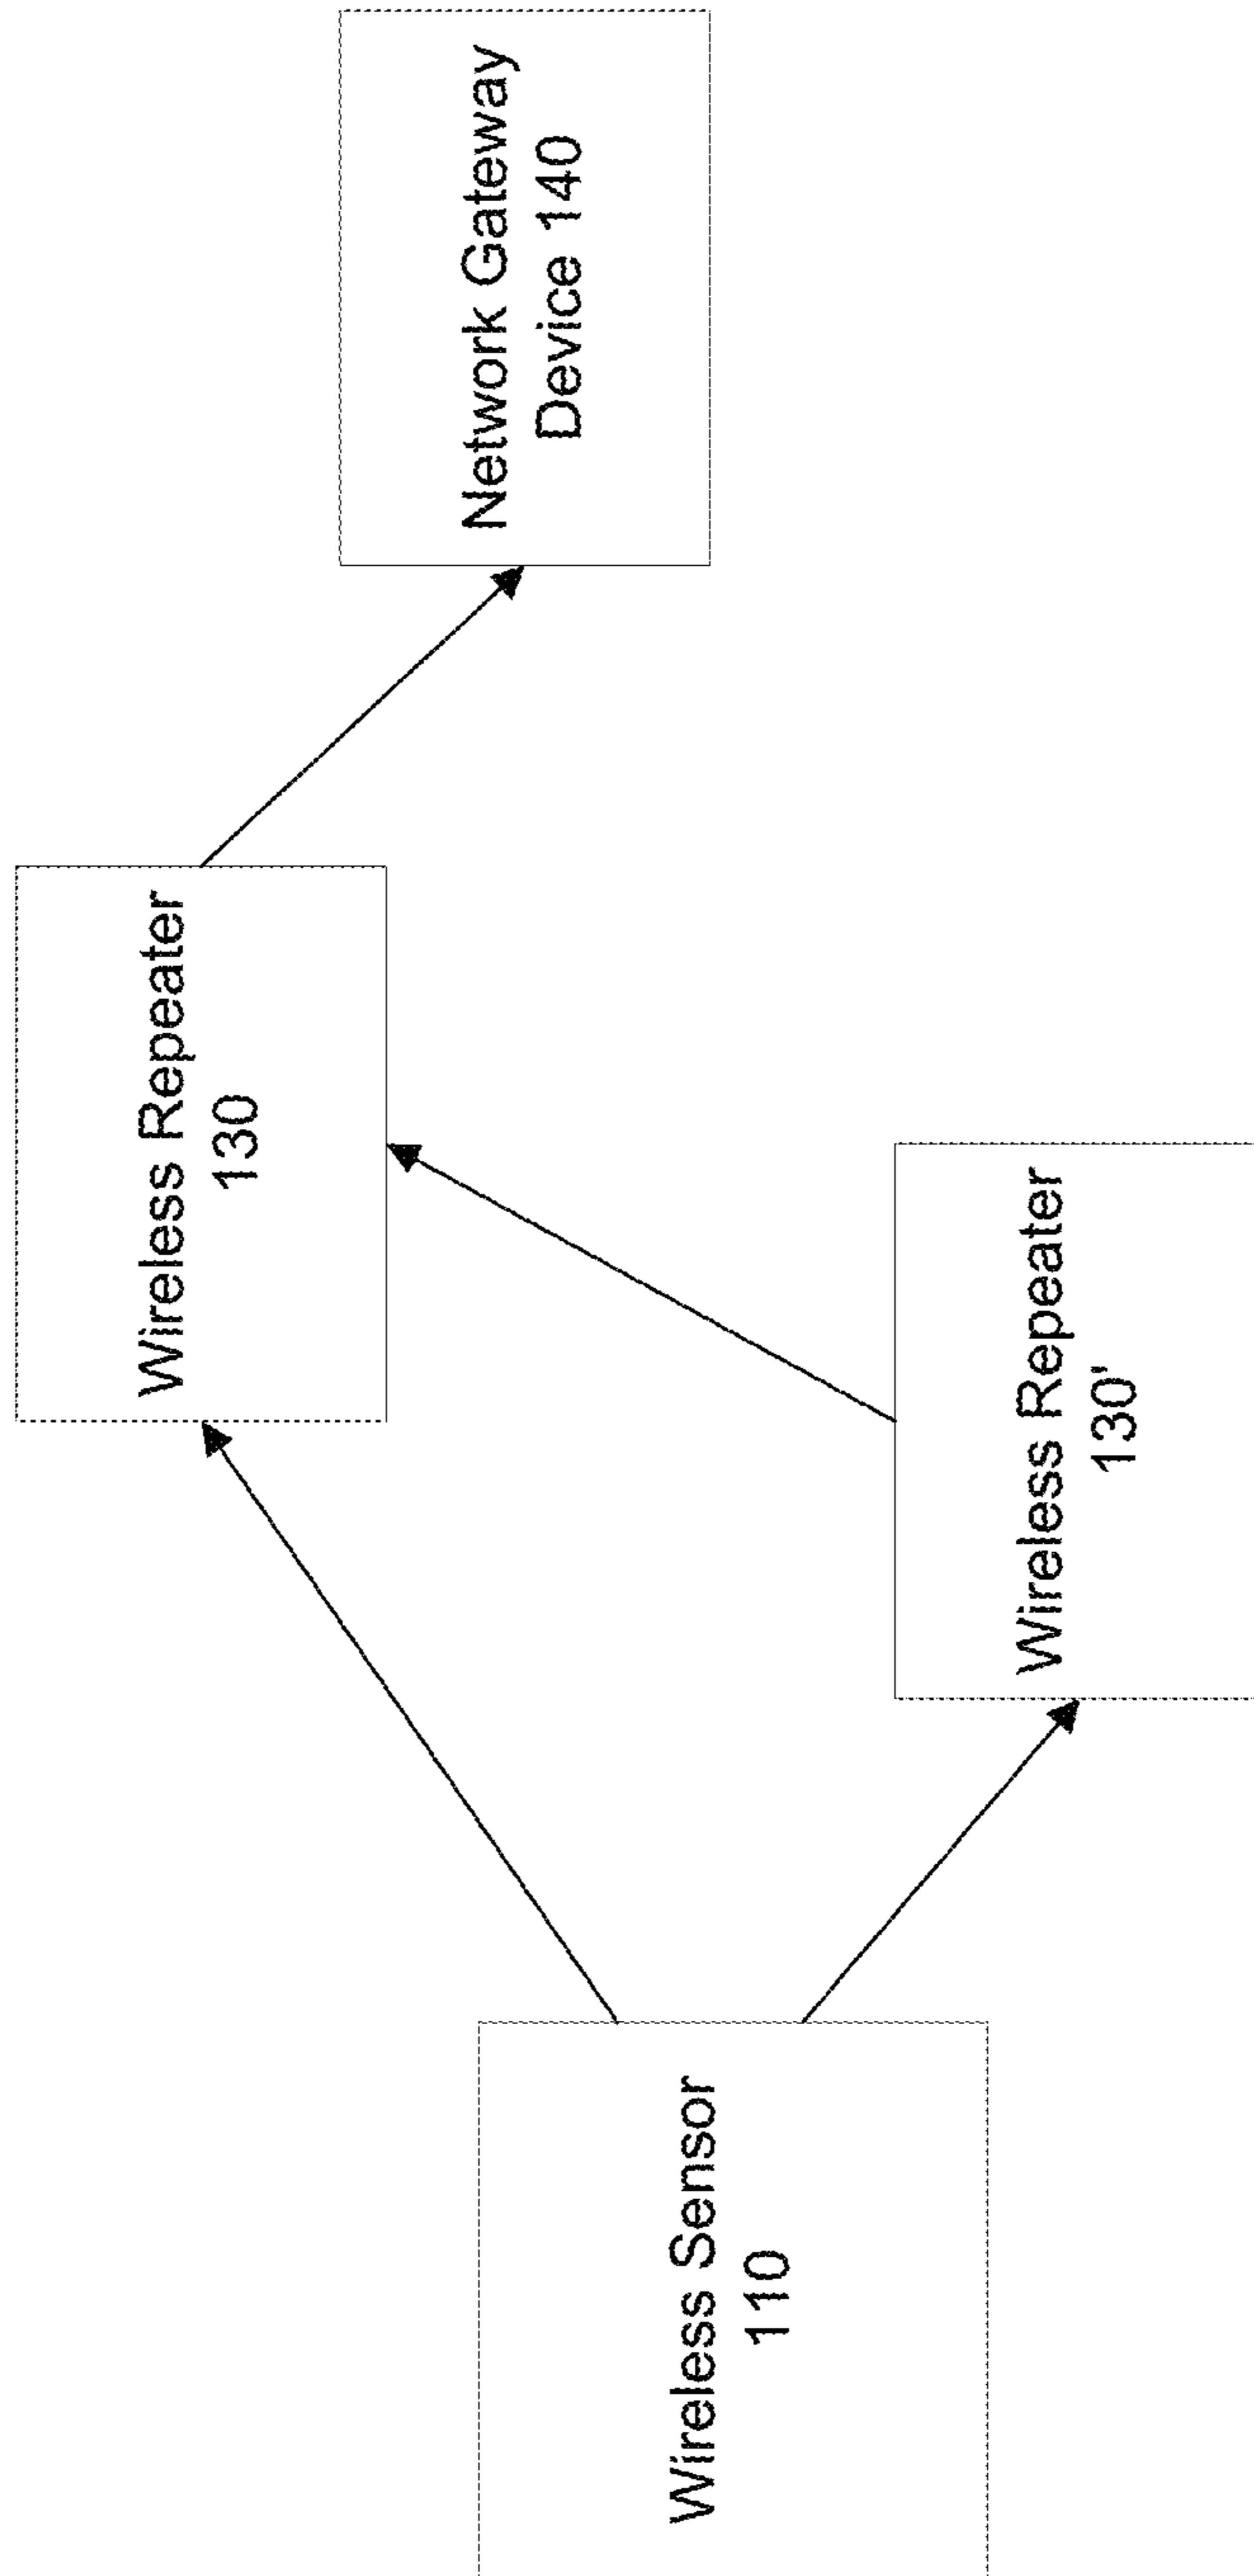 Wireless Sensor
110
Wireless Repeater
130
Wireless Repeater
130'
Network Gateway
Device 140